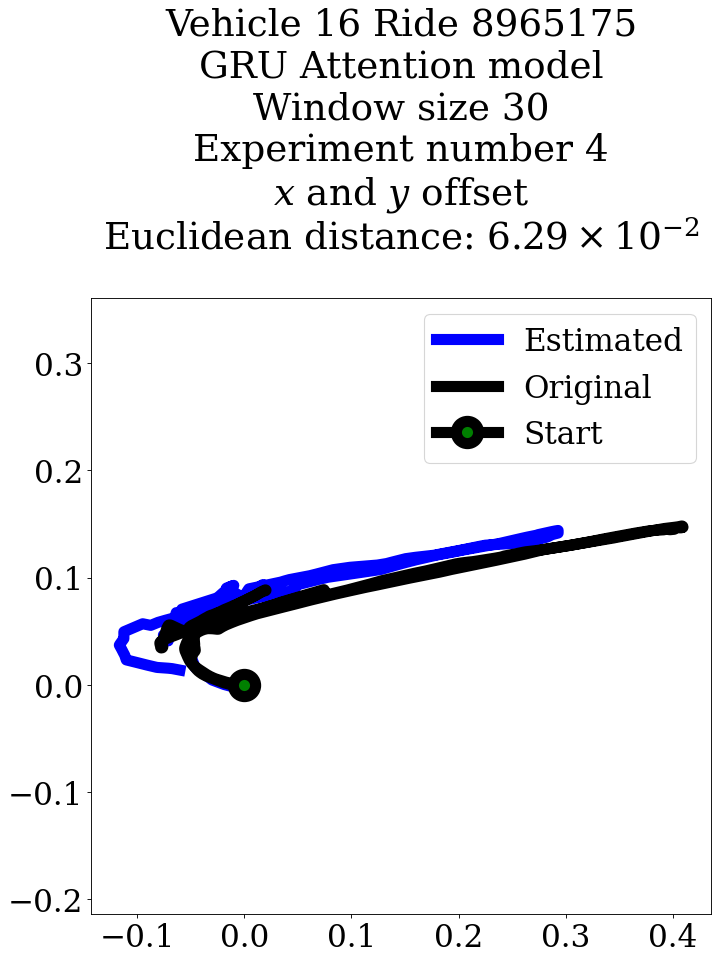 Vehicle 16 Ride 8965175
GRU Attention model
Window size 30
Experiment number 4
x and y offset
Euclidean distance: 6.29 × 10⁻²
Estimated
Original
Start
0.3
0.2
0.1
0.0
−0.1
−0.2
−0.1 0.0 0.1 0.2 0.3 0.4